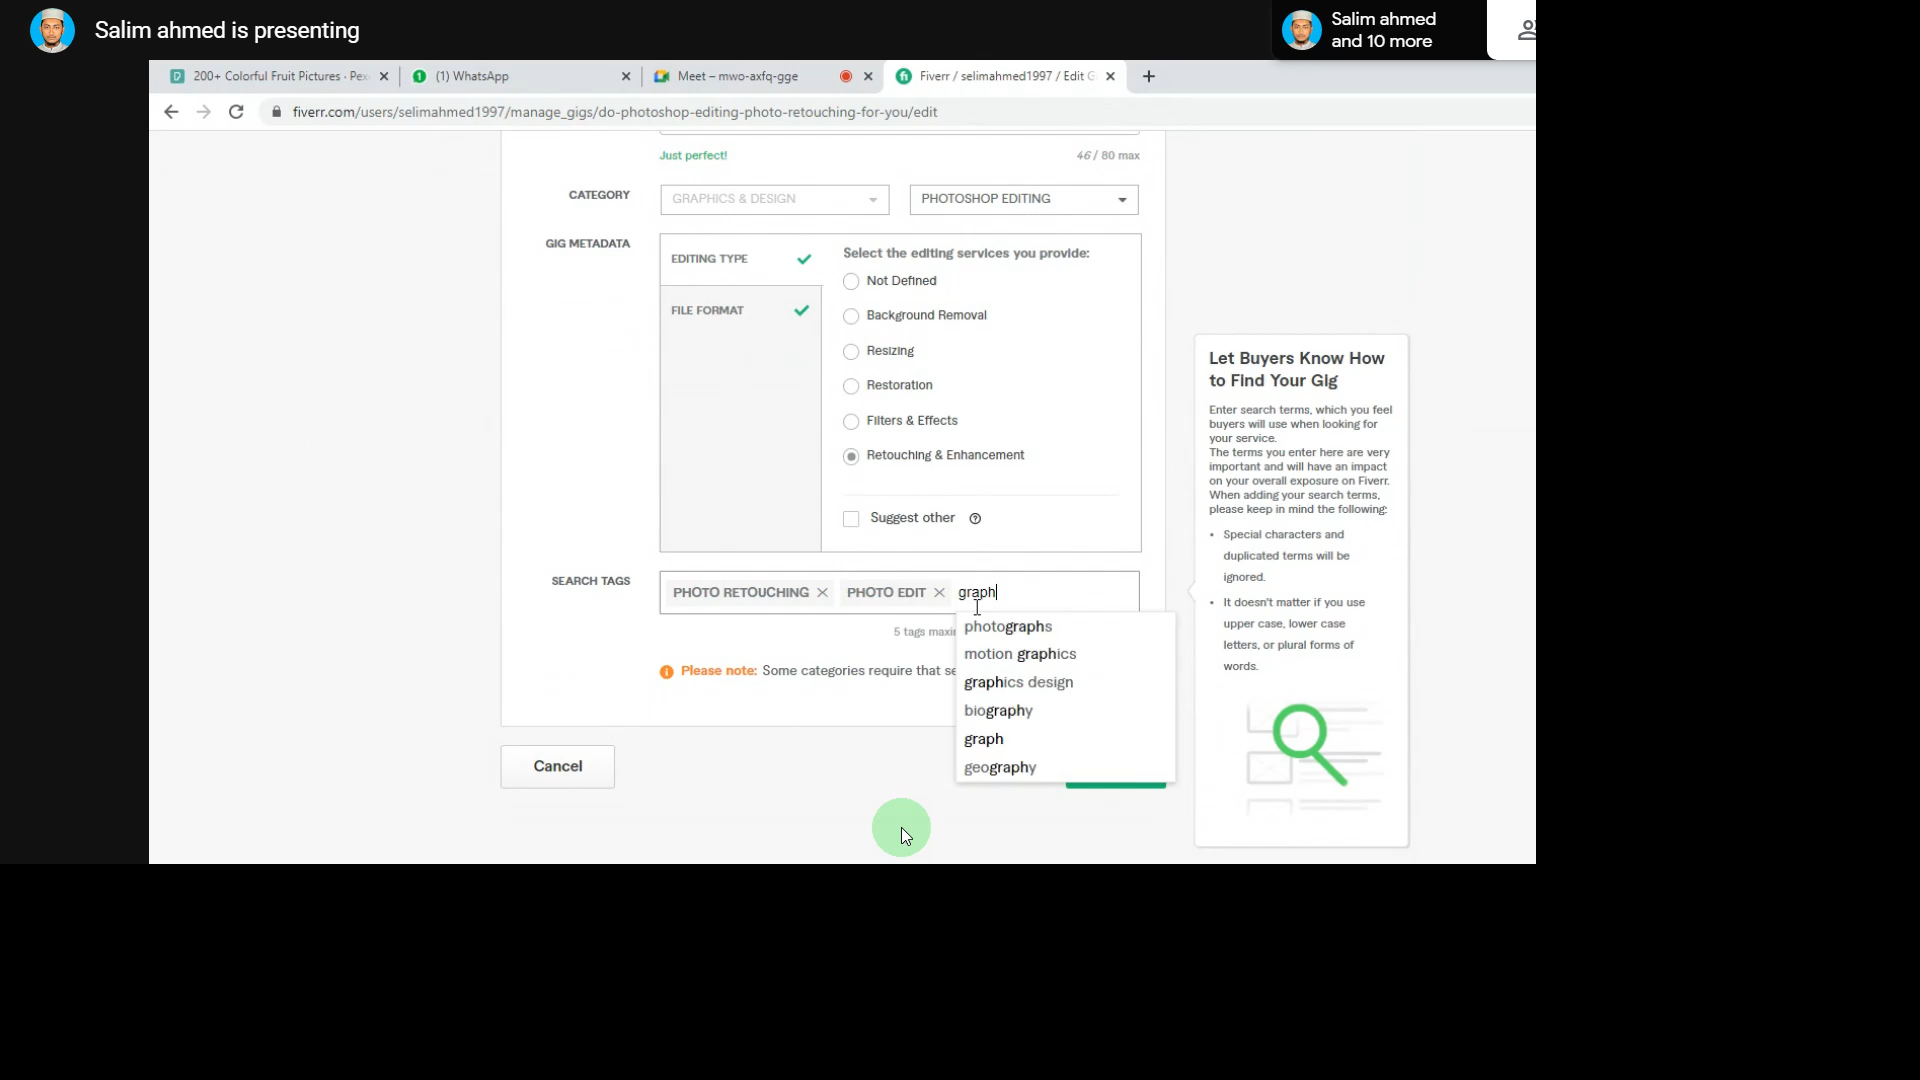 Salim ahmed is presenting
Salim ahmed
and 10 more
200+ Colorful Fruit Pictures · Pex
(1) WhatsApp
Meet – mwo-axfq-gge
Fiverr / selimahmed1997 / Edit G
fiverr.com/users/selimahmed1997/manage_gigs/do-photoshop-editing-photo-retouching-for-you/edit
Just perfect!
46 / 80 max
CATEGORY
GRAPHICS & DESIGN
PHOTOSHOP EDITING
GIG METADATA
EDITING TYPE
FILE FORMAT
Select the editing services you provide:
Not Defined
Background Removal
Resizing
Restoration
Filters & Effects
Retouching & Enhancement
Suggest other
SEARCH TAGS
PHOTO RETOUCHING
PHOTO EDIT
graph
5 tags
photographs
motion graphics
graphics design
biography
graph
geography
Please note: Some categories require that
Cancel
Let Buyers Know How
to Find Your Gig
Enter search terms, which you feel
buyers will use when looking for
your service.
The terms you enter here are very
important and will have an impact
on your overall exposure on Fiverr.
When adding your search terms,
please keep in mind the following:
• Special characters and
duplicated terms will be
ignored.
• It doesn't matter if you use
upper case, lower case
letters, or plural forms of
words.